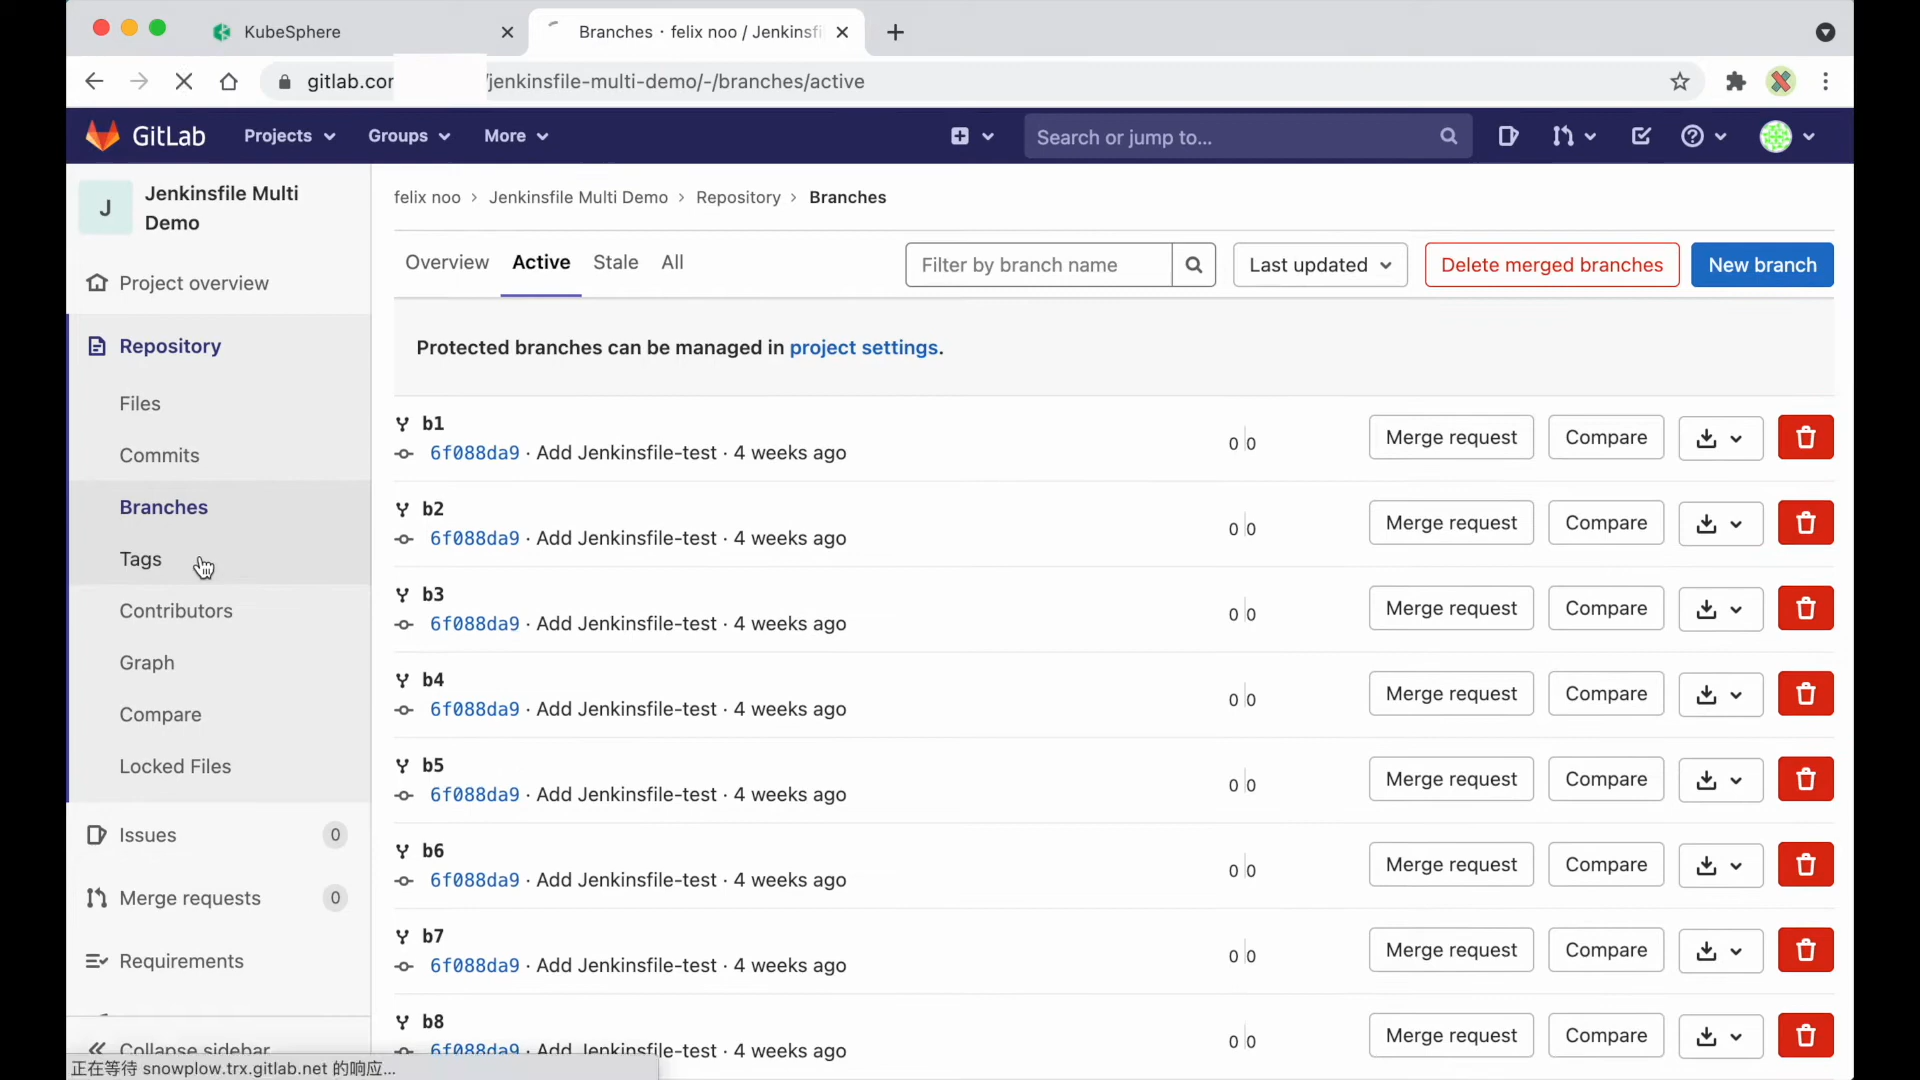 KubeSphere
Branches · felix noo / Jenkinsfi
gitlab.com
/jenkinsfile-multi-demo/-/branches/active
GitLab
Projects
Groups
More
Search or jump to...
J
Jenkinsfile Multi
Demo
Project overview
Repository
Files
Commits
Branches
Tags
Contributors
Graph
Compare
Locked Files
Issues
0
Merge requests
0
Requirements
Collapse sidebar
felix noo › Jenkinsfile Multi Demo › Repository › Branches
Overview Active Stale All
Filter by branch name
Last updated
Delete merged branches
New branch
Protected branches can be managed in project settings.
b1
6f088da9 · Add Jenkinsfile-test · 4 weeks ago
0 0
Merge request Compare
b2
6f088da9 · Add Jenkinsfile-test · 4 weeks ago
0 0
Merge request Compare
b3
6f088da9 · Add Jenkinsfile-test · 4 weeks ago
0 0
Merge request Compare
b4
6f088da9 · Add Jenkinsfile-test · 4 weeks ago
0 0
Merge request Compare
b5
6f088da9 · Add Jenkinsfile-test · 4 weeks ago
0 0
Merge request Compare
b6
6f088da9 · Add Jenkinsfile-test · 4 weeks ago
0 0
Merge request Compare
b7
6f088da9 · Add Jenkinsfile-test · 4 weeks ago
0 0
Merge request Compare
b8
6f088da9 · Add Jenkinsfile-test · 4 weeks ago
0 0
Merge request Compare
正在等待 snowplow.trx.gitlab.net 的响应...